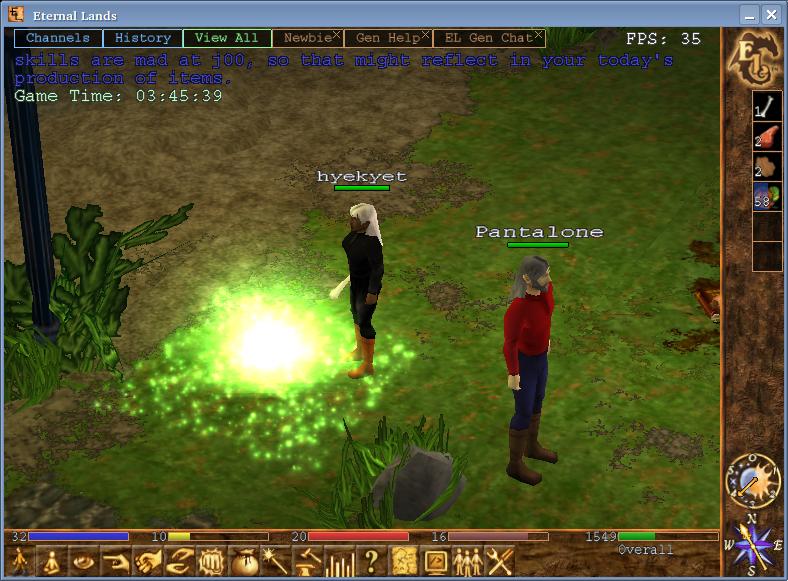 Eternal Lands
Channels History View All Newbie Gen Help EL Gen Chat FPS: 35
skills are mad at j00, so that might reflect in your today's
production of items.
Game Time: 03:45:39
hyekyet
Pantalone
1
2
2
58
N
W E
S
32 10 20 16 1549
Overall
?